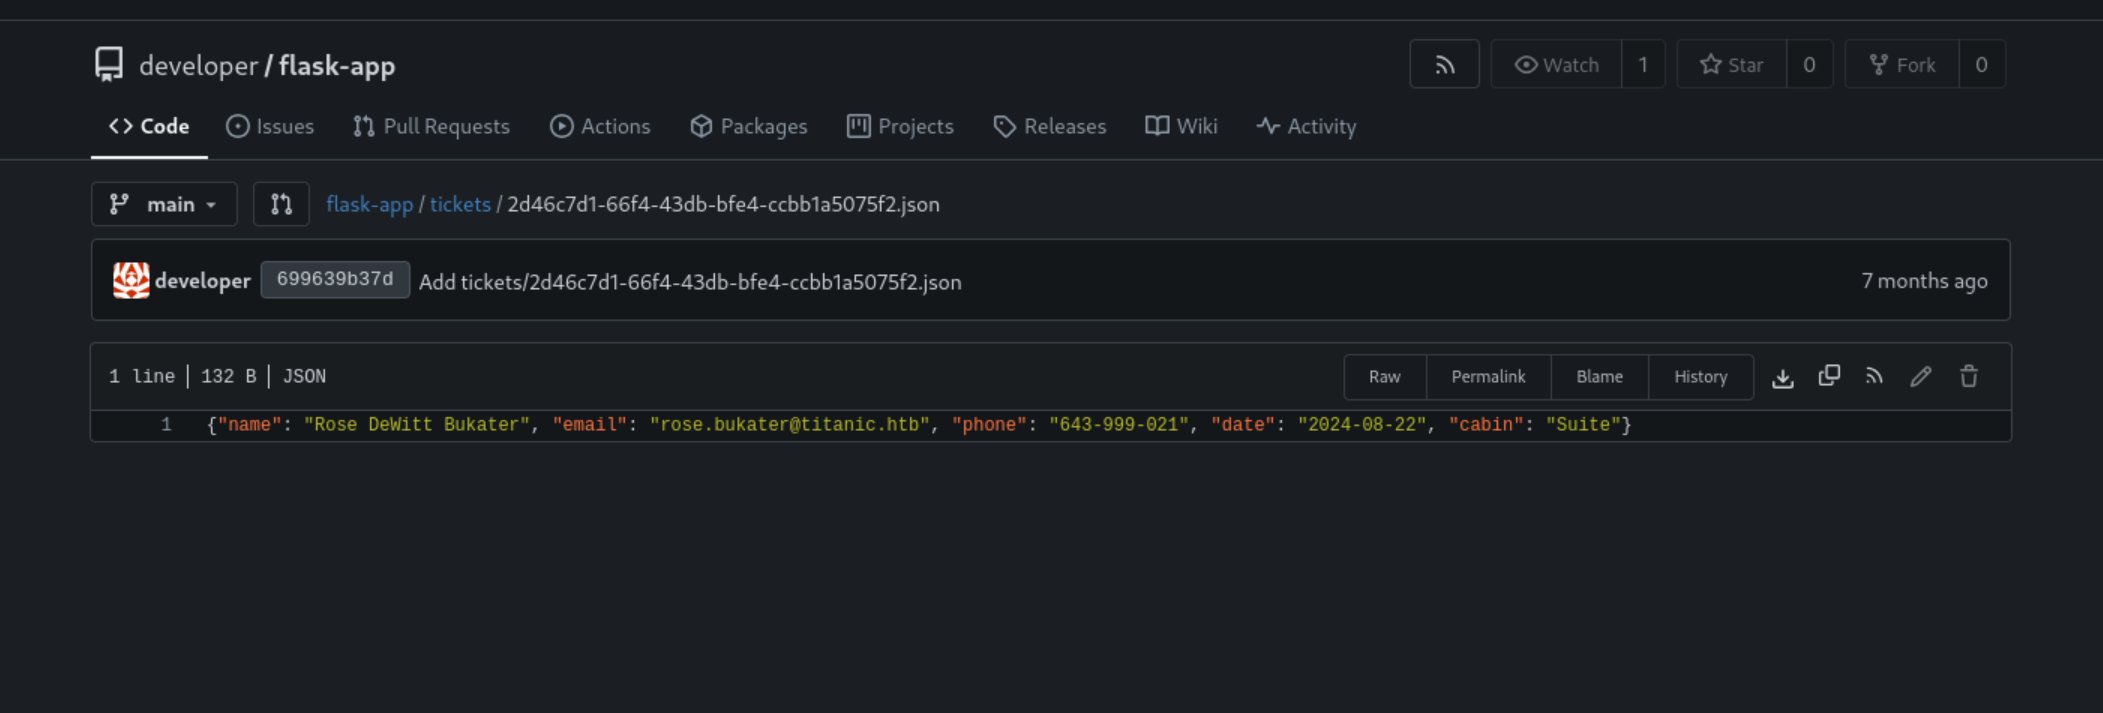 developer / flask-app
Watch 1 Star 0 Fork 0
<> Code Issues Pull Requests Actions Packages Projects Releases Wiki Activity
main flask-app / tickets / 2d46c7d1-66f4-43db-bfe4-ccbb1a5075f2.json
developer 699639b37d Add tickets/2d46c7d1-66f4-43db-bfe4-ccbb1a5075f2.json 7 months ago
1 line | 132 B | JSON Raw Permalink Blame History
1 {"name": "Rose DeWitt Bukater", "email": "rose.bukater@titanic.htb", "phone": "643-999-021", "date": "2024-08-22", "cabin": "Suite"}